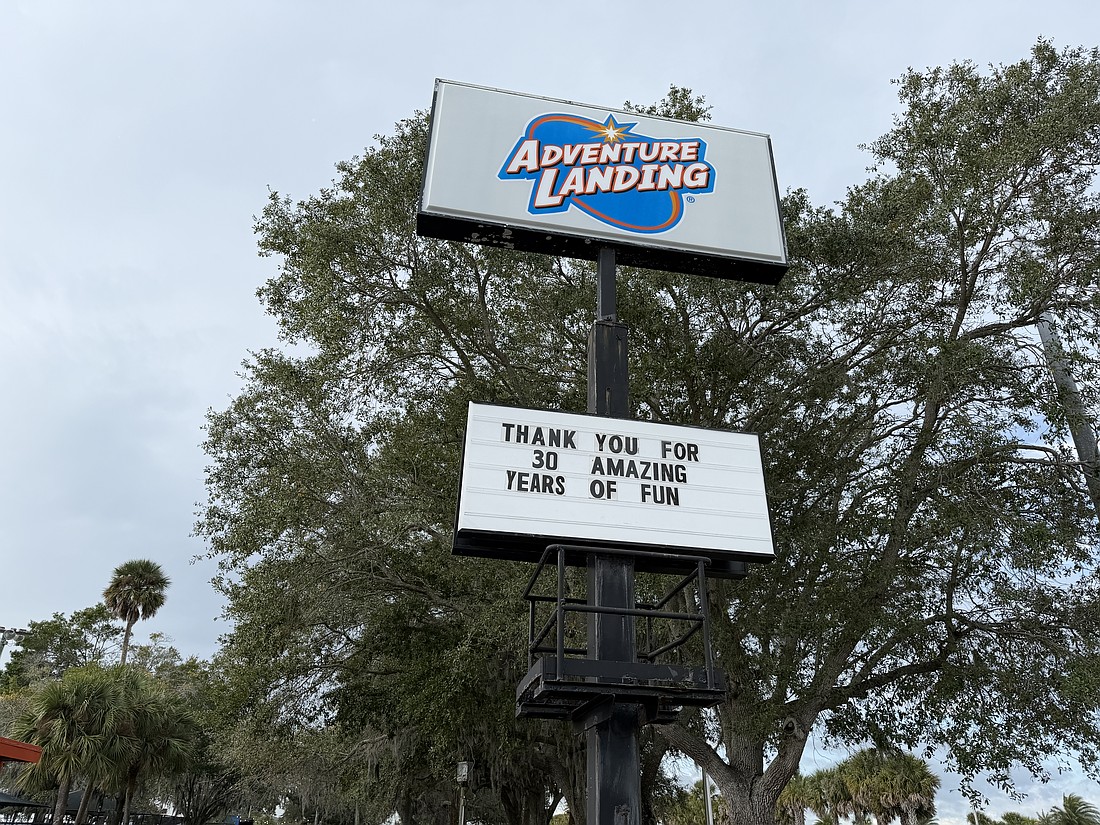 ADVENTURE
LANDING
®
THANK YOU FOR
30 AMAZING
YEARS OF FUN